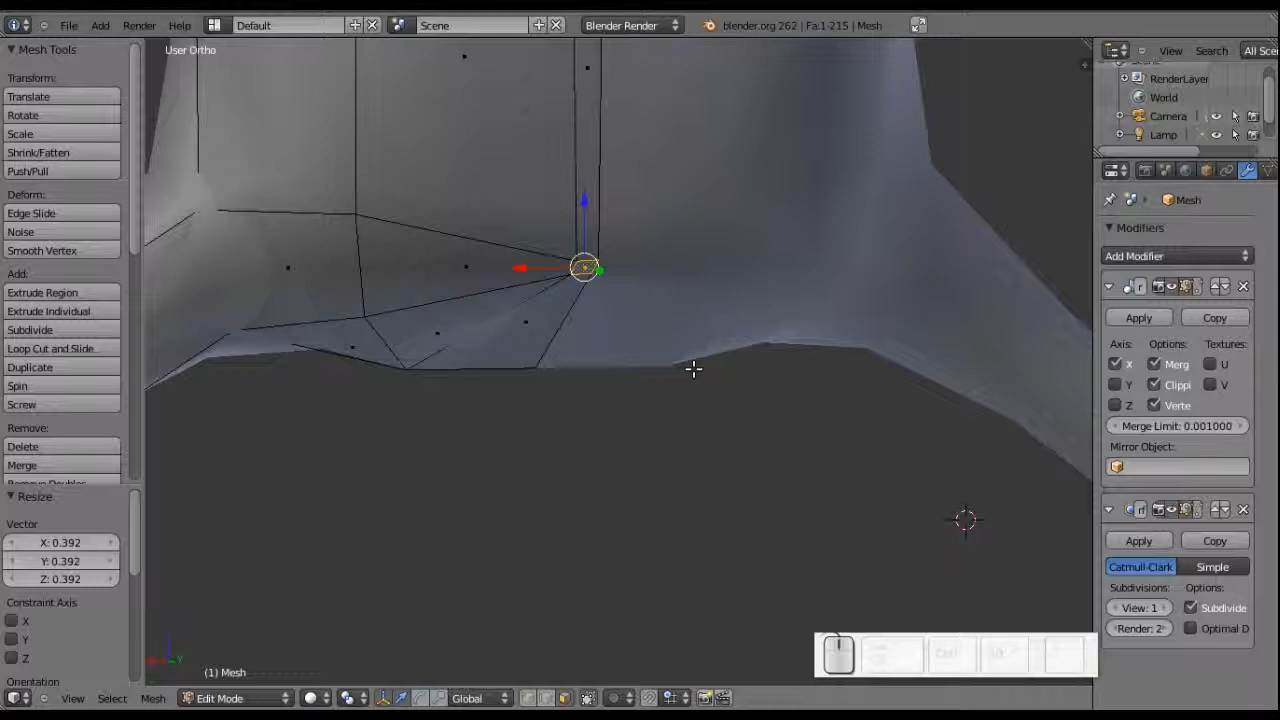 File Add Render Help Default Scene Blender Render blender.org 262 | Fa:1-215 | Mesh
Mesh Tools
Transform:
Translate
Rotate
Scale
Shrink/Fatten
Push/Pull
Deform:
Edge Slide
Noise
Smooth Vertex
Add:
Extrude Region
Extrude Individual
Subdivide
Loop Cut and Slide
Duplicate
Spin
Screw
Remove:
Delete
Merge
Resize
Vector
X: 0.392
Y: 0.392
Z: 0.392
Constraint Axis
X
Y
Z
Orientation
User Ortho
(1) Mesh
View Select Mesh Edit Mode Global
View Search All Sce
RenderLayer
World
Camera
Lamp
Mesh
Modifiers
Add Modifier
Apply Copy
Axis: Options: Textures:
X Merg U
Y Clippi V
Z Verte
Merge Limit: 0.001000
Mirror Object:
Apply Copy
Catmull-Clark Simple
Subdivisions: Options:
View: 1 Subdivide
Render: 2 Optimal D